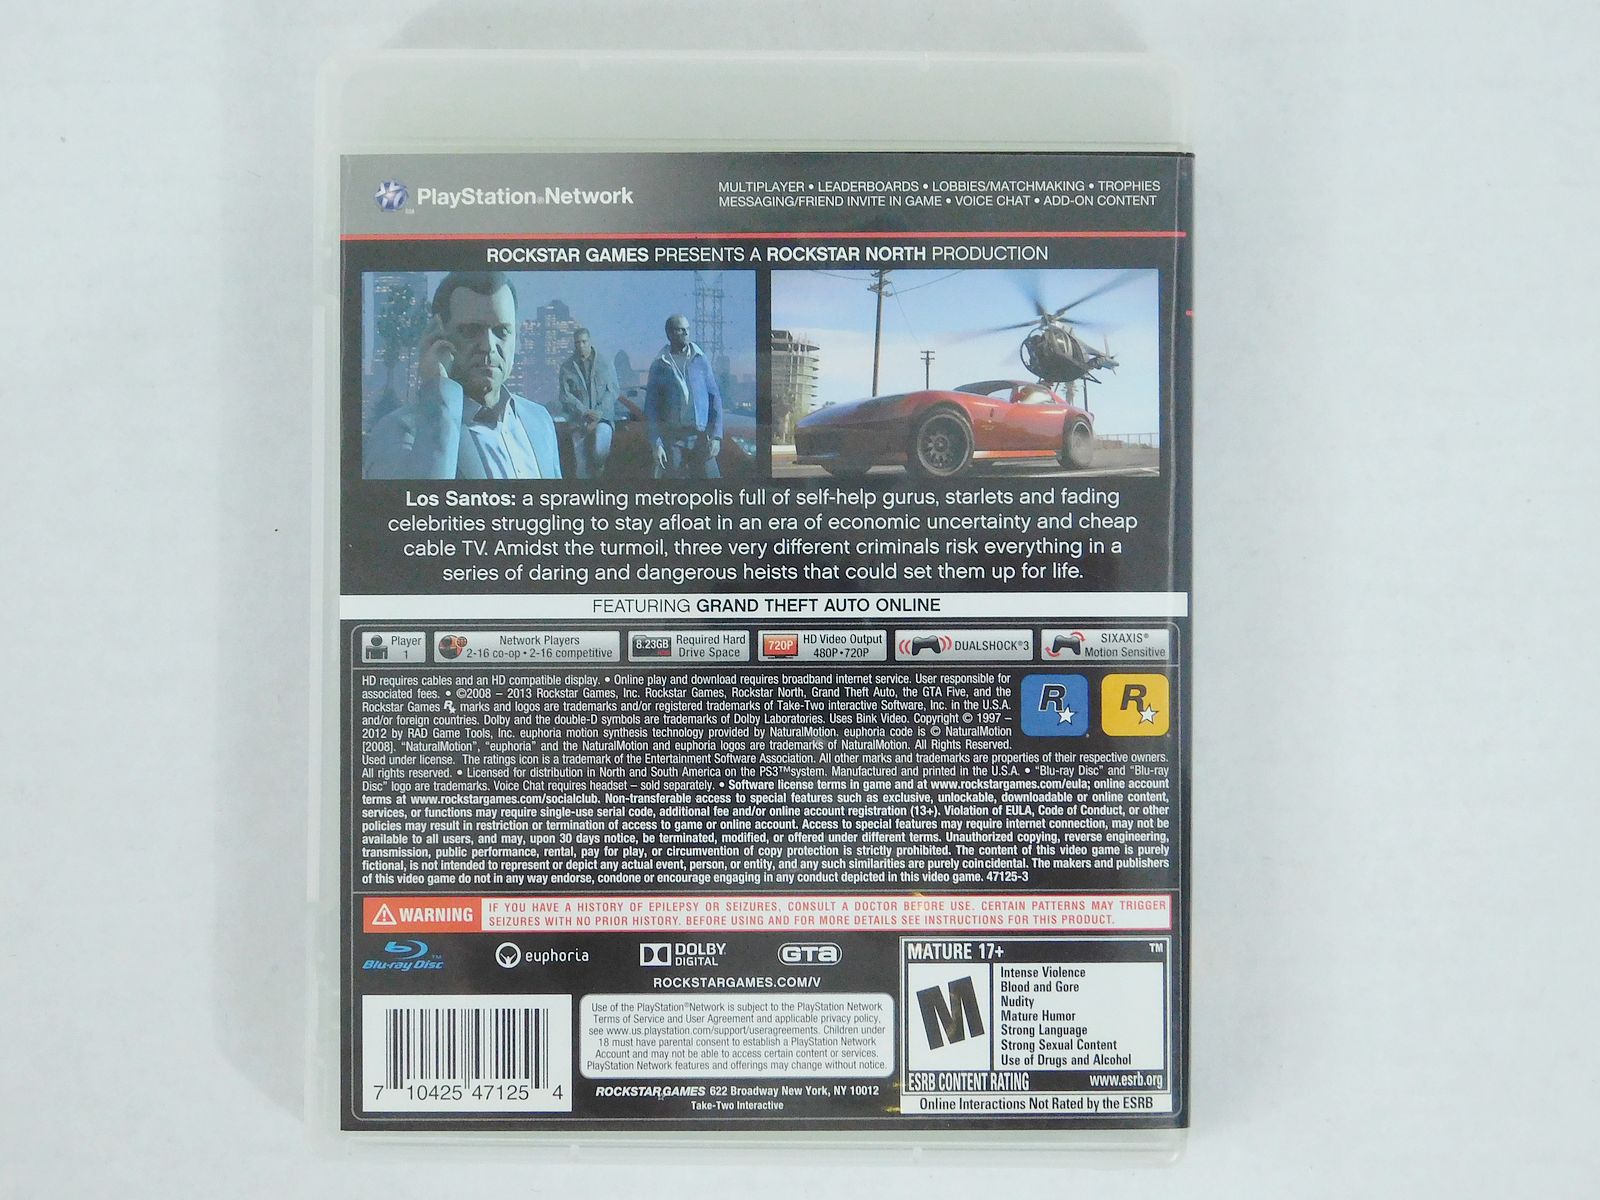 PlayStation®Network
MULTIPLAYER • LEADERBOARDS • LOBBIES/MATCHMAKING • TROPHIES
MESSAGING/FRIEND INVITE IN GAME • VOICE CHAT • ADD-ON CONTENT
ROCKSTAR GAMES PRESENTS A ROCKSTAR NORTH PRODUCTION
Los Santos: a sprawling metropolis full of self-help gurus, starlets and fading
celebrities struggling to stay afloat in an era of economic uncertainty and cheap
cable TV. Amidst the turmoil, three very different criminals risk everything in a
series of daring and dangerous heists that could set them up for life.
FEATURING GRAND THEFT AUTO ONLINE
Player
1
Network Players
2-16 co-op • 2-16 competitive
8.23GB
Required Hard
Drive Space
720P
HD Video Output
480P • 720P
DUALSHOCK®3
SIXAXIS®
Motion Sensitive
HD requires cables and an HD compatible display. • Online play and download requires broadband internet service. User responsible for
associated fees. • ©2008 – 2013 Rockstar Games, Inc. Rockstar Games, Rockstar North, Grand Theft Auto, the GTA Five, and the
Rockstar Games R★ marks and logos are trademarks and/or registered trademarks of Take-Two interactive Software, Inc. in the U.S.A.
and/or foreign countries. Dolby and the double-D symbols are trademarks of Dolby Laboratories. Uses Bink Video. Copyright © 1997 –
2012 by RAD Game Tools, Inc. euphoria motion synthesis technology provided by NaturalMotion. euphoria code is © NaturalMotion
[2008]. “NaturalMotion”, “euphoria” and the NaturalMotion and euphoria logos are trademarks of NaturalMotion. All Rights Reserved.
Used under license. The ratings icon is a trademark of the Entertainment Software Association. All other marks and trademarks are properties of their respective owners.
All rights reserved. • Licensed for distribution in North and South America on the PS3™system. Manufactured and printed in the U.S.A. • “Blu-ray Disc” and “Blu-ray
Disc” logo are trademarks. Voice Chat requires headset – sold separately. • Software license terms in game and at www.rockstargames.com/eula; online account
terms at www.rockstargames.com/socialclub. Non-transferable access to special features such as exclusive, unlockable, downloadable or online content,
services, or functions may require single-use serial code, additional fee and/or online account registration (13+). Violation of EULA, Code of Conduct, or other
policies may result in restriction or termination of access to game or online account. Access to special features may require internet connection, may not be
available to all users, and may, upon 30 days notice, be terminated, modified, or offered under different terms. Unauthorized copying, reverse engineering,
transmission, public performance, rental, pay for play, or circumvention of copy protection is strictly prohibited. The content of this video game is purely
fictional, is not intended to represent or depict any actual event, person, or entity, and any such similarities are purely coincidental. The makers and publishers
of this video game do not in any way endorse, condone or encourage engaging in any conduct depicted in this video game. 47125-3
R★
R★
WARNING
IF YOU HAVE A HISTORY OF EPILEPSY OR SEIZURES, CONSULT A DOCTOR BEFORE USE. CERTAIN PATTERNS MAY TRIGGER
SEIZURES WITH NO PRIOR HISTORY. BEFORE USING AND FOR MORE DETAILS SEE INSTRUCTIONS FOR THIS PRODUCT.
Blu-ray Disc™
euphoria
DOLBY
DIGITAL
GTA
ROCKSTARGAMES.COM/V
7 10425 47125 4
Use of the PlayStation®Network is subject to the PlayStation Network
Terms of Service and User Agreement and applicable privacy policy,
see www.us.playstation.com/support/useragreements. Children under
18 must have parental consent to establish a PlayStation Network
Account and may not be able to access certain content or services.
PlayStation Network features and offerings may change without notice.
ROCKSTAR GAMES 622 Broadway New York, NY 10012
Take-Two Interactive
MATURE 17+ ™
M
Intense Violence
Blood and Gore
Nudity
Mature Humor
Strong Language
Strong Sexual Content
Use of Drugs and Alcohol
ESRB CONTENT RATING www.esrb.org
Online Interactions Not Rated by the ESRB